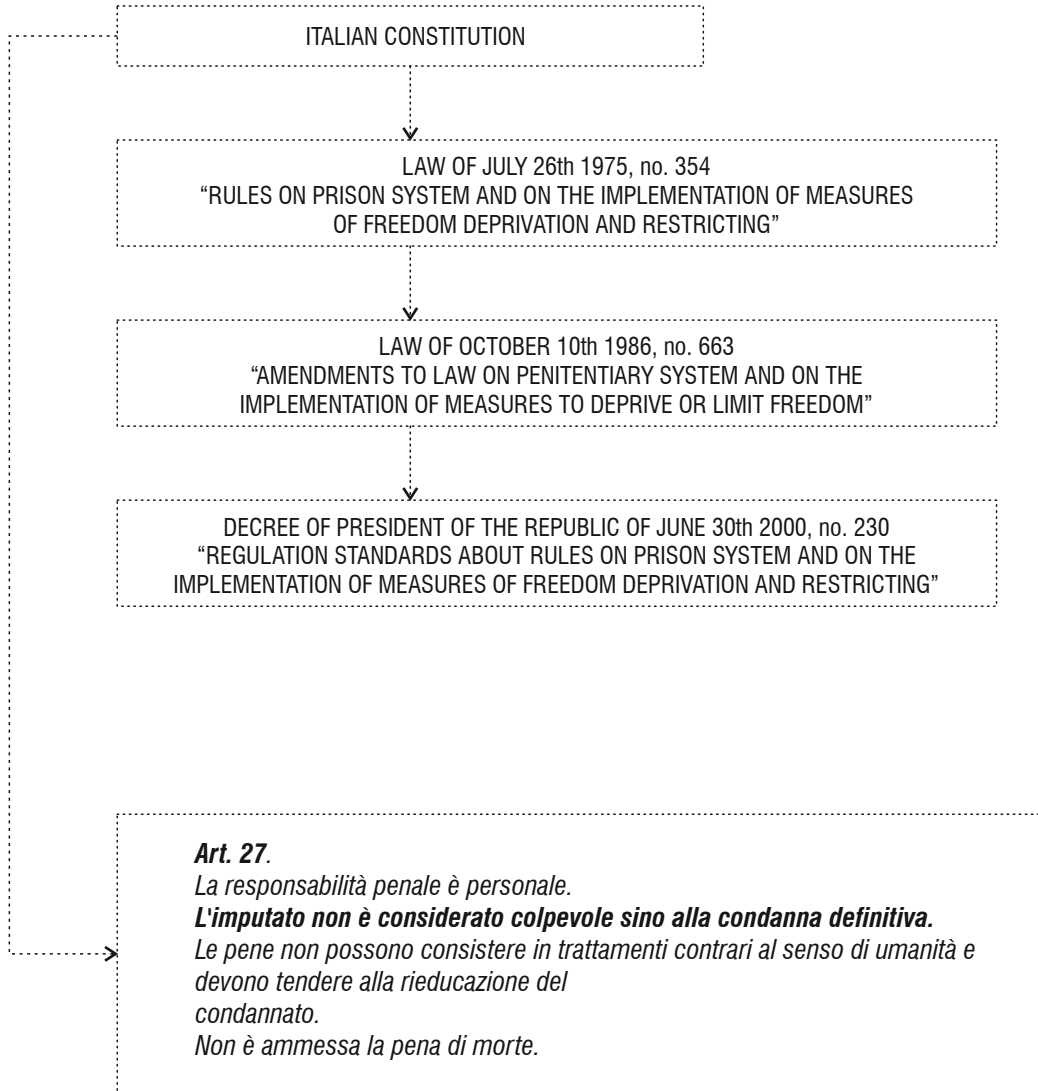 ITALIAN CONSTITUTION
LAW OF JULY 26th 1975, no. 354
“RULES ON PRISON SYSTEM AND ON THE IMPLEMENTATION OF MEASURES
OF FREEDOM DEPRIVATION AND RESTRICTING”
LAW OF OCTOBER 10th 1986, no. 663
“AMENDMENTS TO LAW ON PENITENTIARY SYSTEM AND ON THE
IMPLEMENTATION OF MEASURES TO DEPRIVE OR LIMIT FREEDOM”
DECREE OF PRESIDENT OF THE REPUBLIC OF JUNE 30th 2000, no. 230
“REGULATION STANDARDS ABOUT RULES ON PRISON SYSTEM AND ON THE
IMPLEMENTATION OF MEASURES OF FREEDOM DEPRIVATION AND RESTRICTING”
Art. 27.
La responsabilità penale è personale.
L'imputato non è considerato colpevole sino alla condanna definitiva.
Le pene non possono consistere in trattamenti contrari al senso di umanità e
devono tendere alla rieducazione del
condannato.
Non è ammessa la pena di morte.